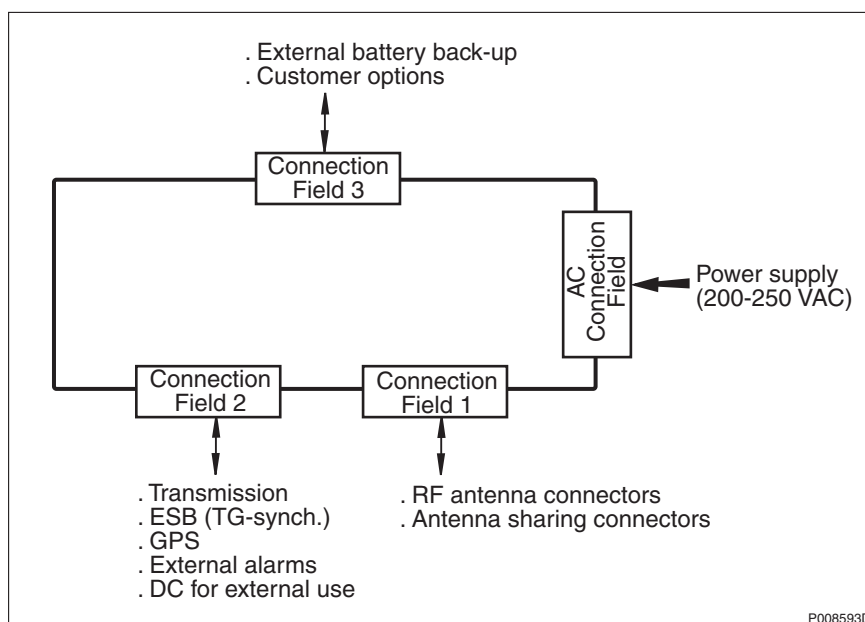 . External battery back-up
. Customer options
Connection
Field 3
AC
Connection
Field
Power supply
(200-250 VAC)
Connection
Field 2
Connection
Field 1
. Transmission
. ESB (TG-synch.)
. GPS
. External alarms
. DC for external use
. RF antenna connectors
. Antenna sharing connectors
P008593D